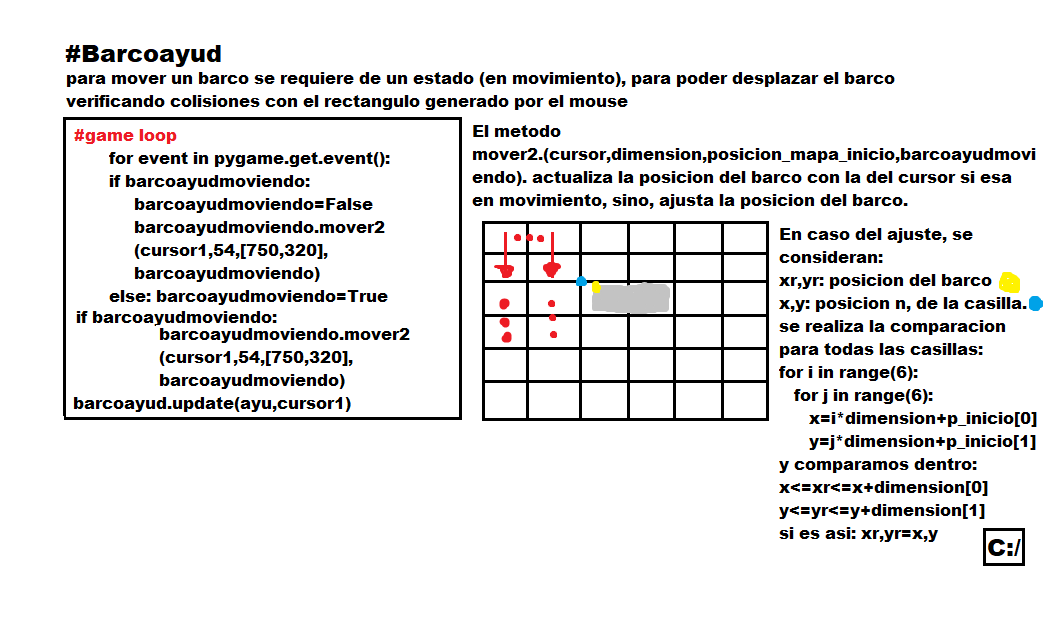 #Barcoayud
para mover un barco se requiere de un estado (en movimiento), para poder desplazar el barco
verificando colisiones con el rectangulo generado por el mouse
#game loop
for event in pygame.get.event():
if barcoayudmoviendo:
barcoayudmoviendo=False
barcoayudmoviendo.mover2
(cursor1,54,[750,320],
barcoayudmoviendo)
else: barcoayudmoviendo=True
if barcoayudmoviendo:
barcoayudmoviendo.mover2
(cursor1,54,[750,320],
barcoayudmoviendo)
barcoayud.update(ayu,cursor1)
El metodo
mover2.(cursor,dimension,posicion_mapa_inicio,barcoayudmovi
endo). actualiza la posicion del barco con la del cursor si esa
en movimiento, sino, ajusta la posicion del barco.
En caso del ajuste, se
consideran:
xr,yr: posicion del barco
x,y: posicion n, de la casilla.
se realiza la comparacion
para todas las casillas:
for i in range(6):
for j in range(6):
x=i*dimension+p_inicio[0]
y=j*dimension+p_inicio[1]
y comparamos dentro:
x<=xr<=x+dimension[0]
y<=yr<=y+dimension[1]
si es asi: xr,yr=x,y
C:/